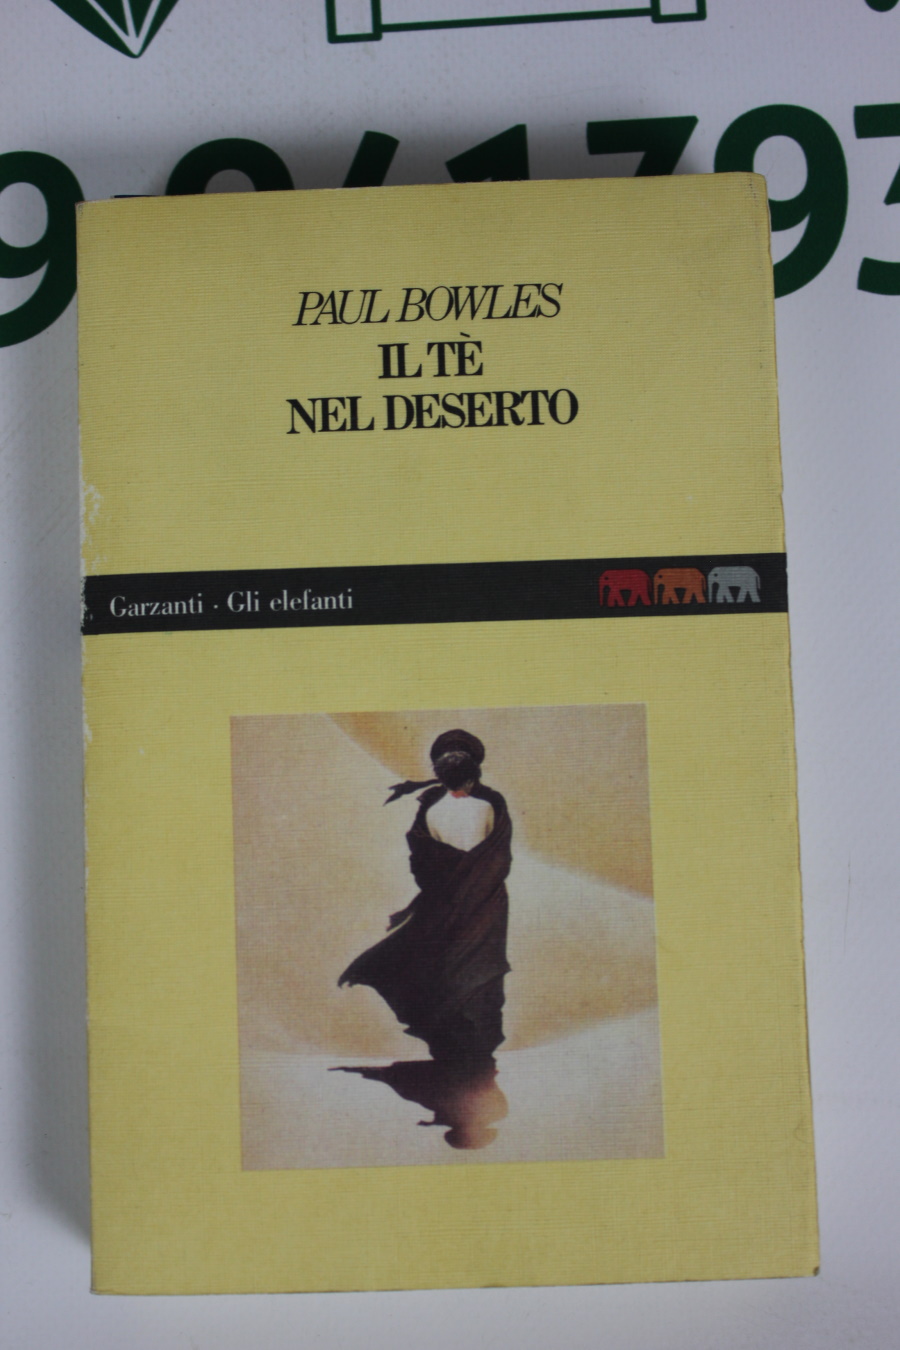 PAUL BOWLES
IL TÈ
NEL DESERTO
Garzanti · Gli elefanti